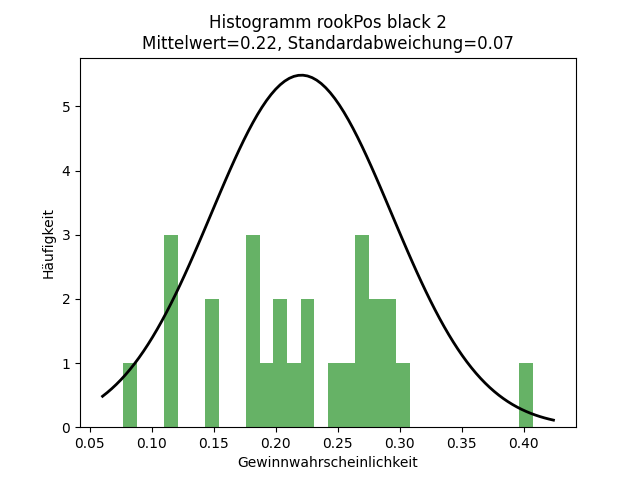 Histogramm rookPos black 2
Mittelwert=0.22, Standardabweichung=0.07
5
4
3
2
1
0
Häufigkeit
0.05 0.10 0.15 0.20 0.25 0.30 0.35 0.40
Gewinnwahrscheinlichkeit